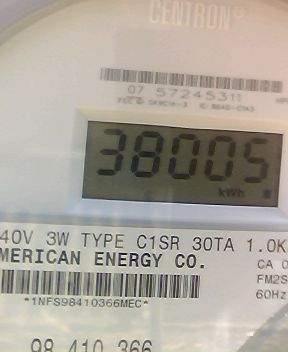 CENTRON®
07 57245311
38005
kWh
40V 3W TYPE C1SR 30TA 1.0K
MERICAN ENERGY CO.
CA 0
FM2S
*1NFS98410366MEC*
60Hz
98 410 366